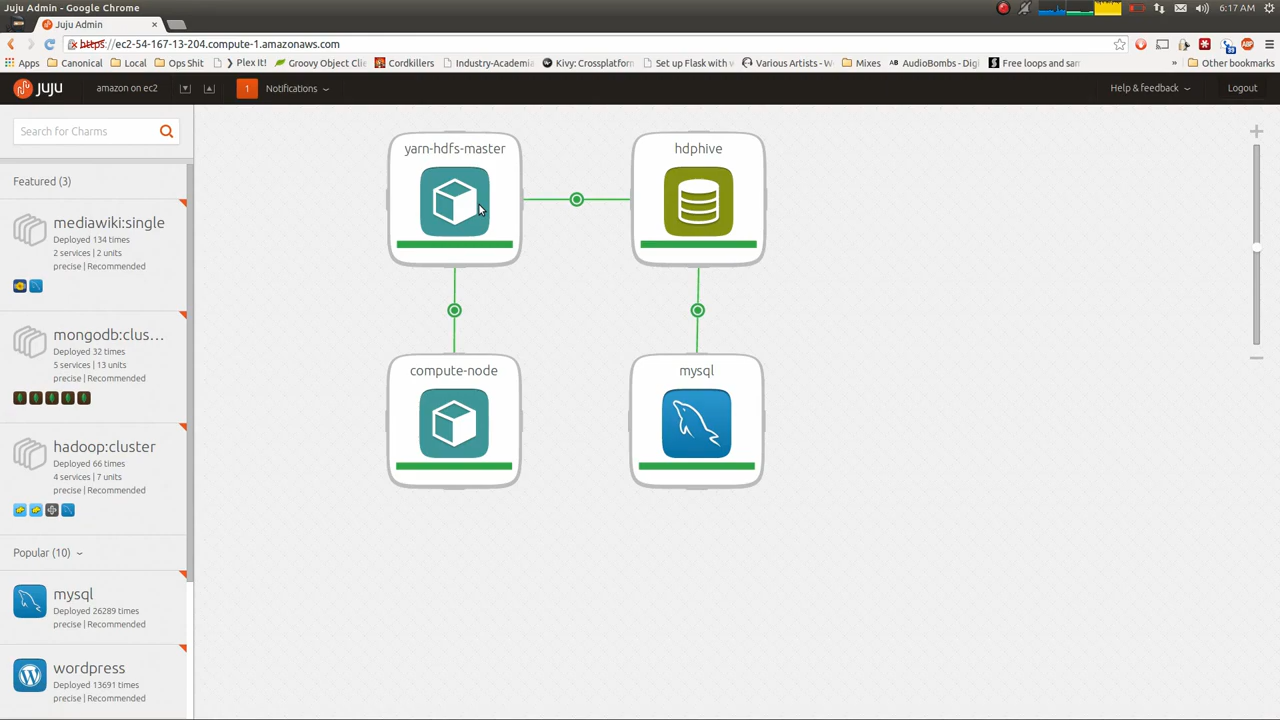 Juju Admin - Google Chrome
6:17 AM
Juju Admin
https://ec2-54-167-13-204.compute-1.amazonaws.com
Canonical
Local
Ops Shit
Plex It!
Groovy Object Cli
Cordkillers
Industry-Academi
Kivy: Crossplatfor
Set up Flask with v
Various Artists - W
Mixes
AB AudioBombs - Digi
Free loops and san
» Other bookmarks
juju
amazon on ec2
1
Notifications
Help & feedback
Logout
Search for Charms
Featured (3)
mediawiki:single
Deployed 134 times
2 services | 2 units
precise | Recommended
mongodb:clus...
Deployed 32 times
5 services | 13 units
precise | Recommended
hadoop:cluster
Deployed 66 times
4 services | 7 units
precise | Recommended
Popular (10)
mysql
Deployed 26289 times
precise | Recommended
wordpress
Deployed 13691 times
precise | Recommended
yarn-hdfs-master
hdphive
compute-node
mysql